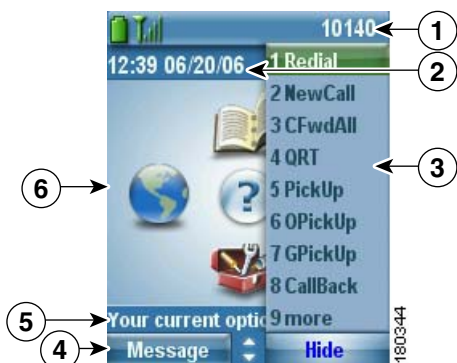 10140
1
12:39 06/20/06
2
1 Redial
2 NewCall
3 CFwdAll
4 QRT
5 PickUp
6 OPickUp
7 GPickUp
8 CallBack
9 more
3
6
?
5
Your current optio
4
Message
Hide
180344